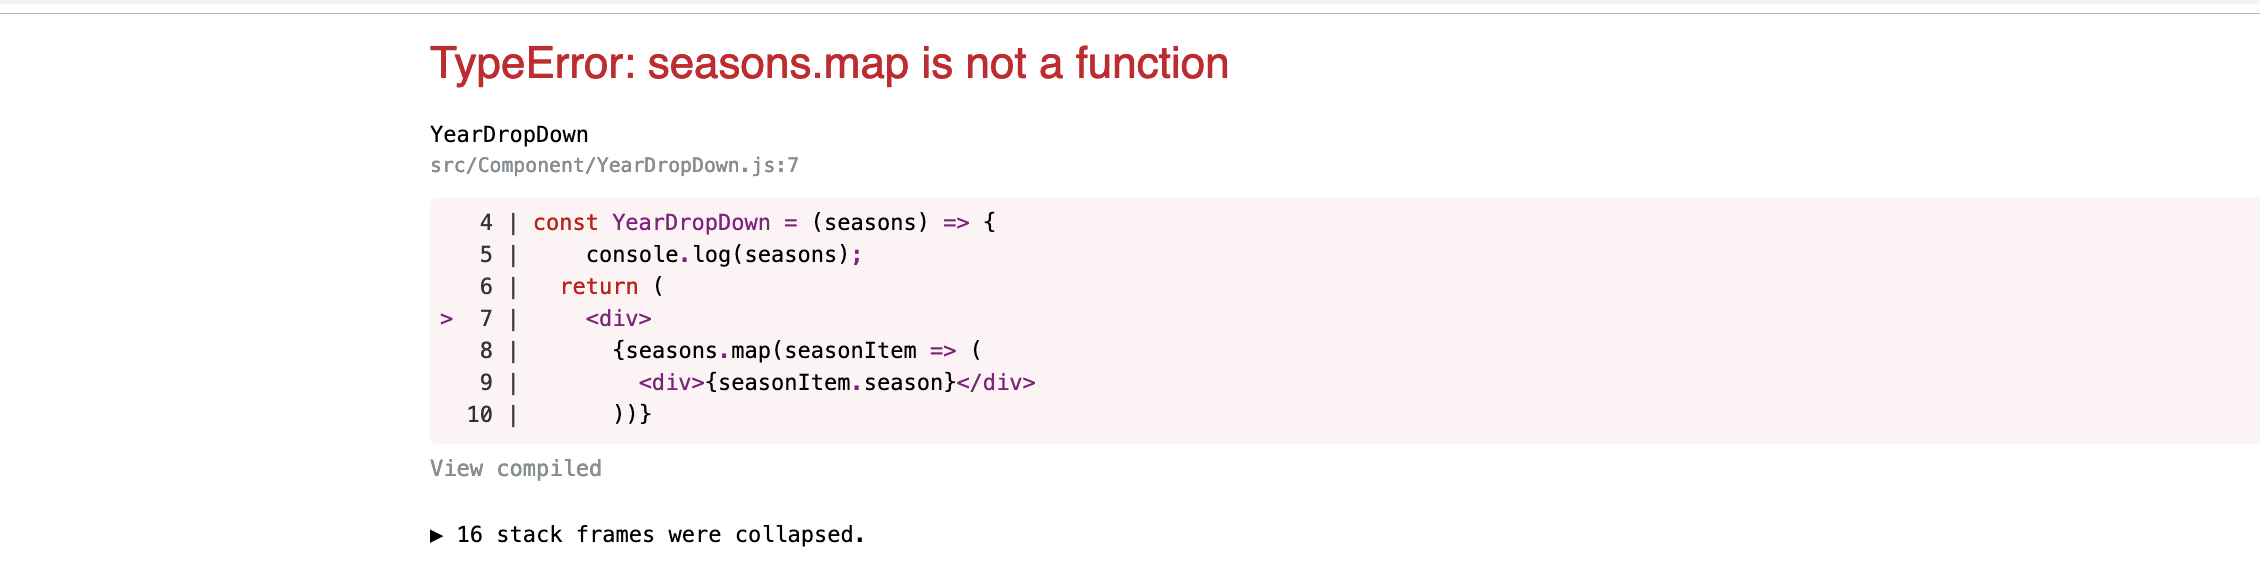 TypeError: seasons.map is not a function
YearDropDown
src/Component/YearDropDown.js:7
  4 | const YearDropDown = (seasons) => {
  5 |     console.log(seasons);
  6 |   return (
> 7 |     <div>
  8 |       {seasons.map(seasonItem => (
  9 |         <div>{seasonItem.season}</div>
 10 |       ))}
View compiled
▶ 16 stack frames were collapsed.